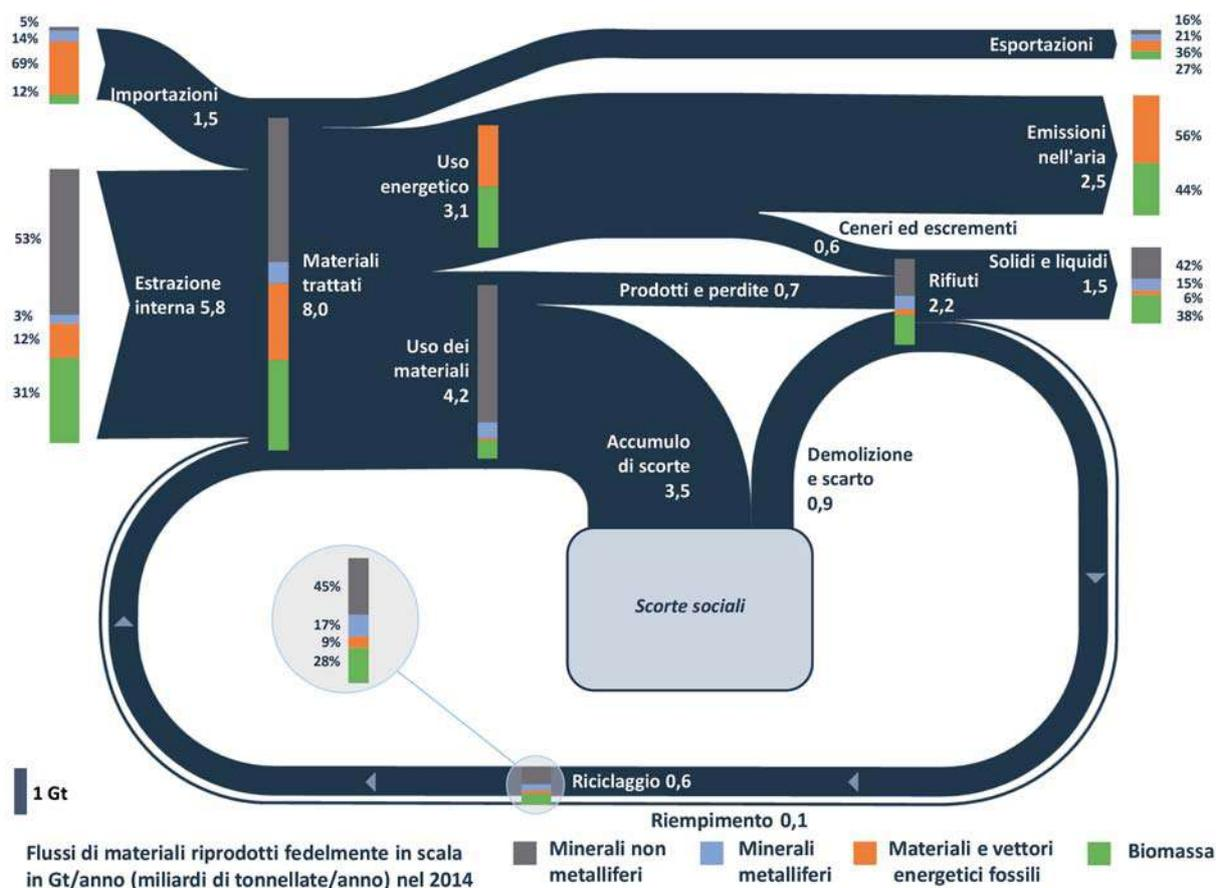 5%
14%
69%
12%
Importazioni
1,5
53%
3%
12%
31%
Estrazione
interna 5,8
Materiali
trattati
8,0
Uso
energetico
3,1
Uso dei
materiali
4,2
Esportazioni
16%
21%
36%
27%
Emissioni
nell'aria
2,5
56%
44%
Ceneri ed escrementi
0,6
Prodotti e perdite 0,7
Rifiuti
2,2
Solidi e liquidi
1,5
42%
15%
6%
38%
Accumulo
di scorte
3,5
Demolizione
e scarto
0,9
Scorte sociali
45%
17%
9%
28%
Riciclaggio 0,6
Riempimento 0,1
1 Gt
Flussi di materiali riprodotti fedelmente in scala
in Gt/anno (miliardi di tonnellate/anno) nel 2014
Minerali non
metalliferi
Minerali
metalliferi
Materiali e vettori
energetici fossili
Biomassa